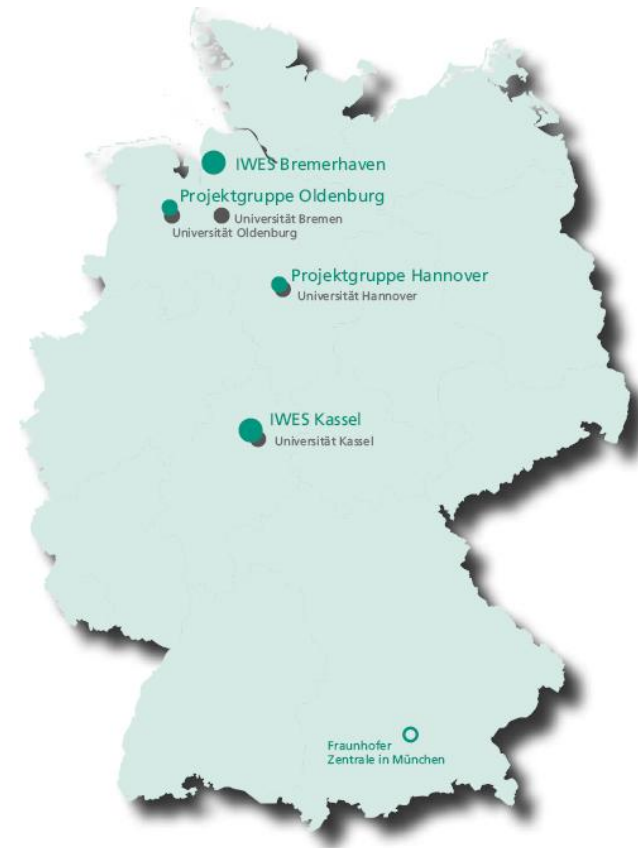 IWES Bremerhaven
Projektgruppe Oldenburg
Universität Bremen
Universität Oldenburg
Projektgruppe Hannover
Universität Hannover
IWES Kassel
Universität Kassel
Fraunhofer
Zentrale in München